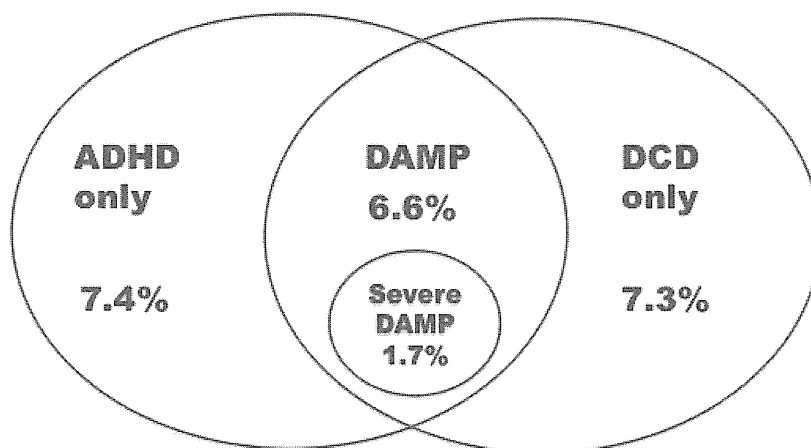 ADHD
only
7.4%
DAMP
6.6%
Severe
DAMP
1.7%
DCD
only
7.3%